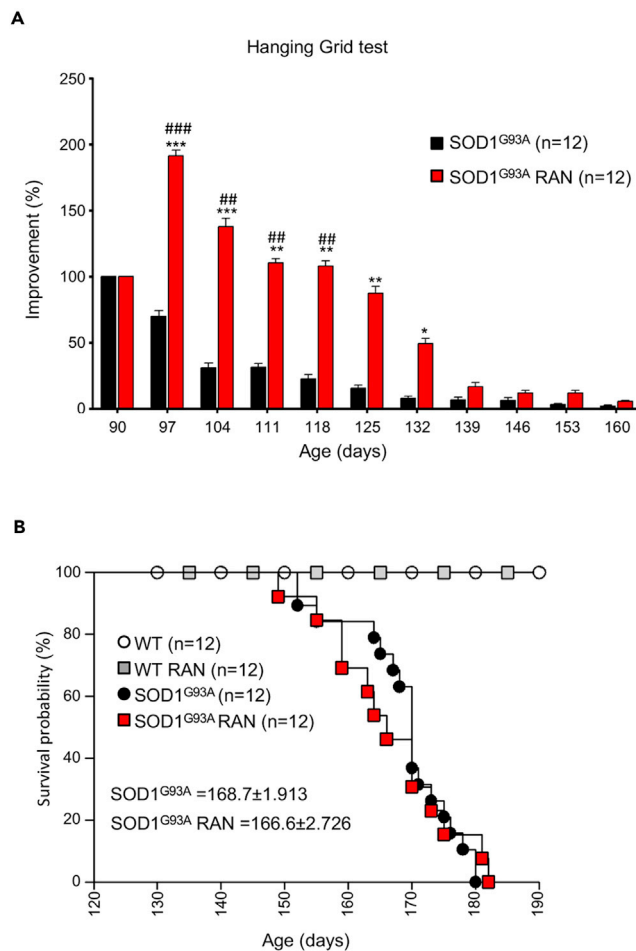 A
Hanging Grid test
Improvement (%)
250
200
150
100
50
0
###
***
##
***
##
**
##
**
**
*
SOD1G93A (n=12)
SOD1G93A RAN (n=12)
90 97 104 111 118 125 132 139 146 153 160
Age (days)
B
Survival probability (%)
100
80
60
40
20
0
WT (n=12)
WT RAN (n=12)
SOD1G93A (n=12)
SOD1G93A RAN (n=12)
SOD1G93A =168.7±1.913
SOD1G93A RAN =166.6±2.726
120 130 140 150 160 170 180 190
Age (days)